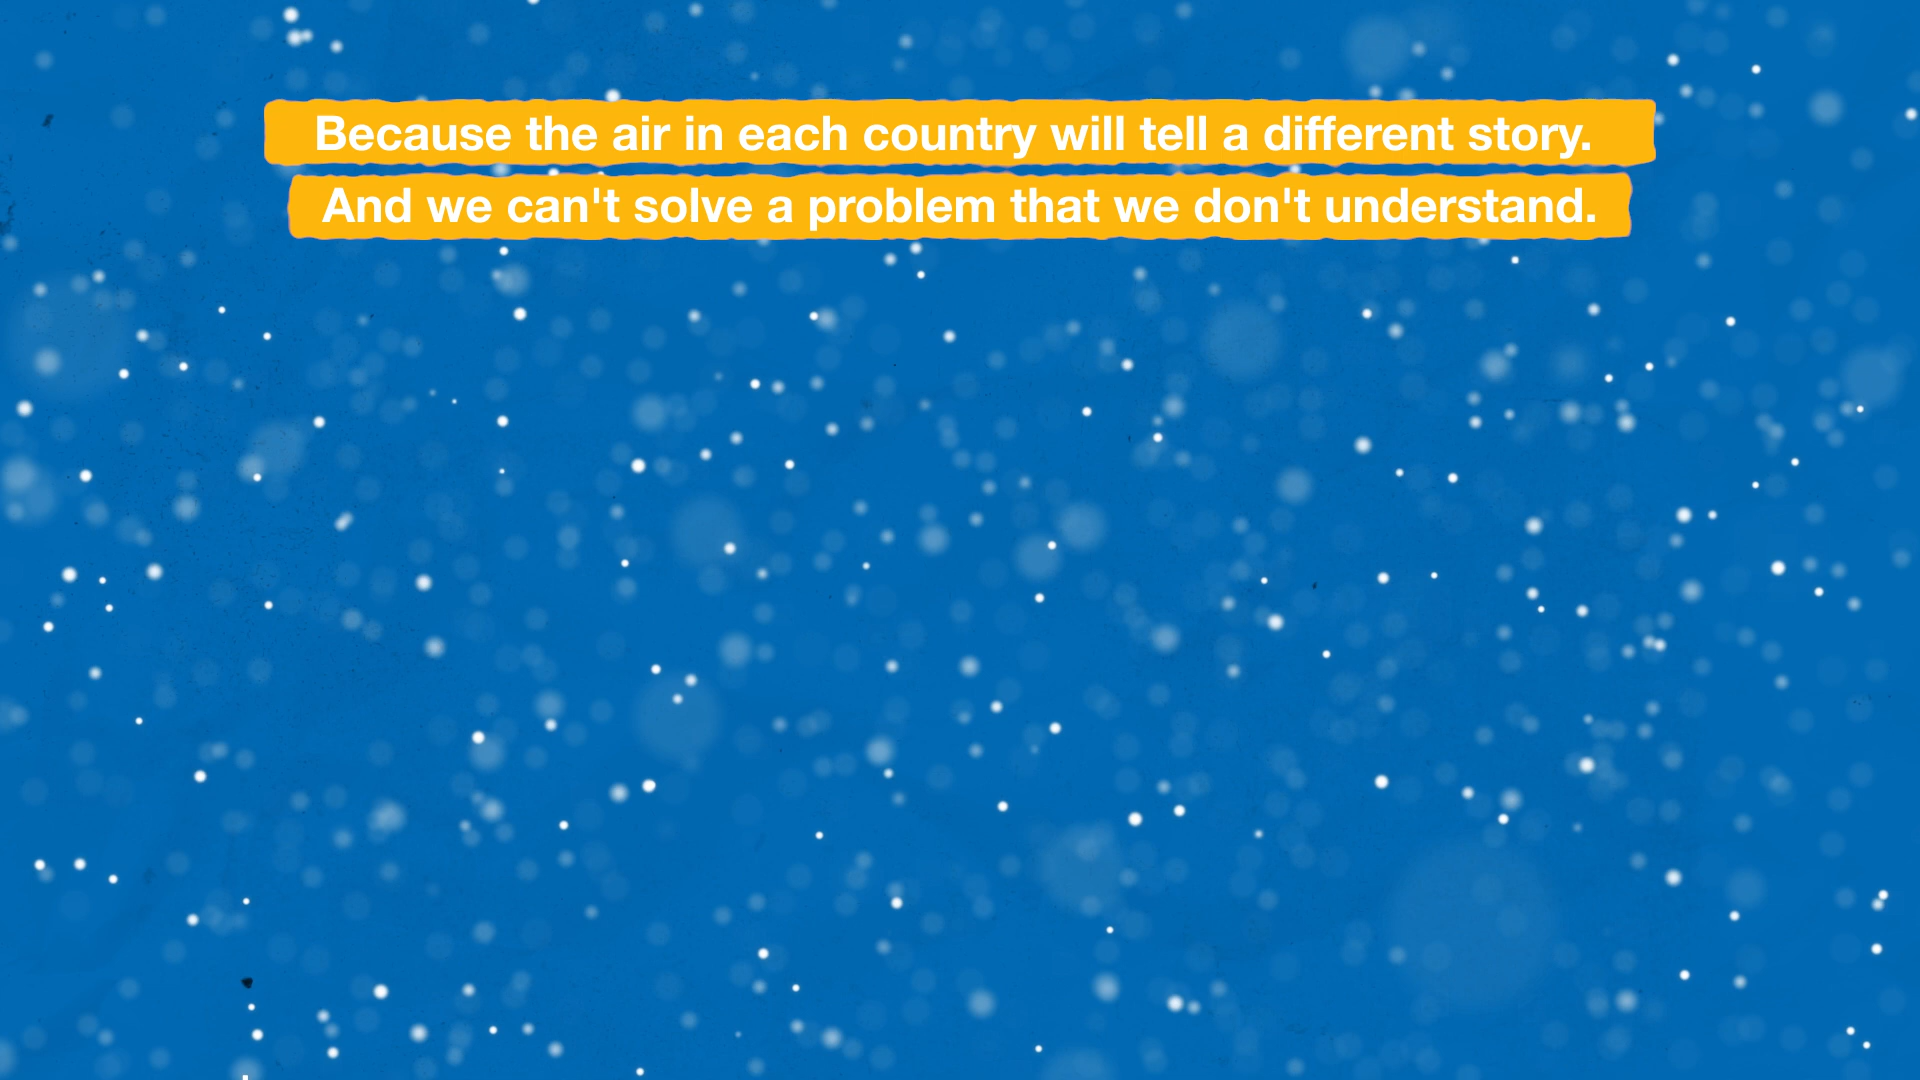 Because the air in each country will tell a different story.
And we can't solve a problem that we don't understand.